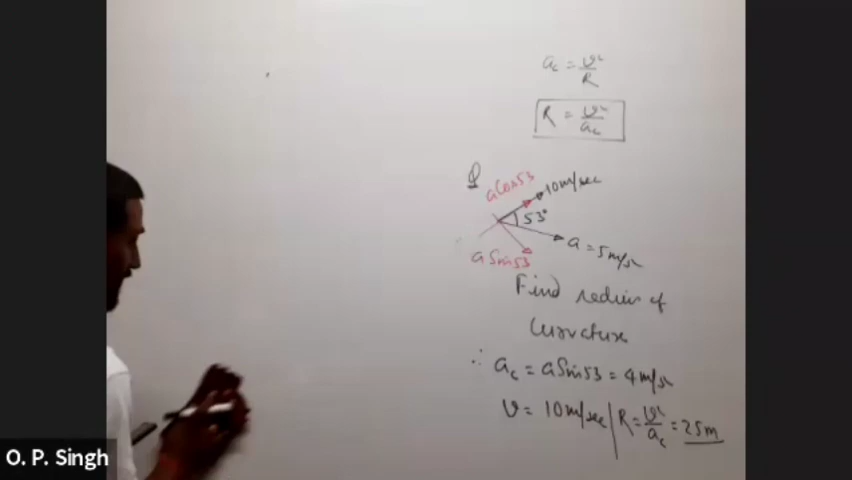 a_c = v²/R
R = v²/a_c
Q
a Cos53
10 m/sec
53°
a = 5 m/s²
a Sin53
Find radius of
Curvature
∴ a_c = a Sin53 = 4 m/s²
v = 10 m/sec | R = v²/a_c = 25m
O. P. Singh